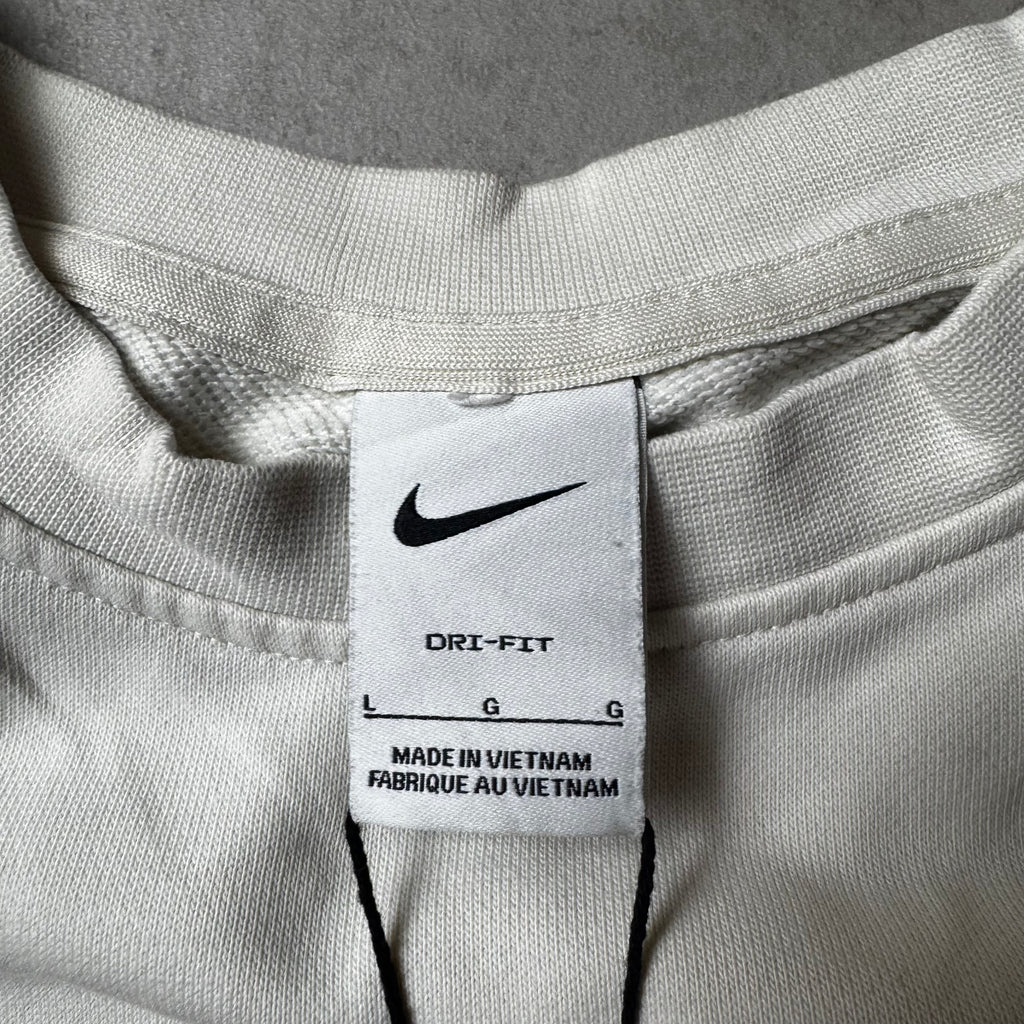 DRI-FIT
L G G
MADE IN VIETNAM
FABRIQUE AU VIETNAM